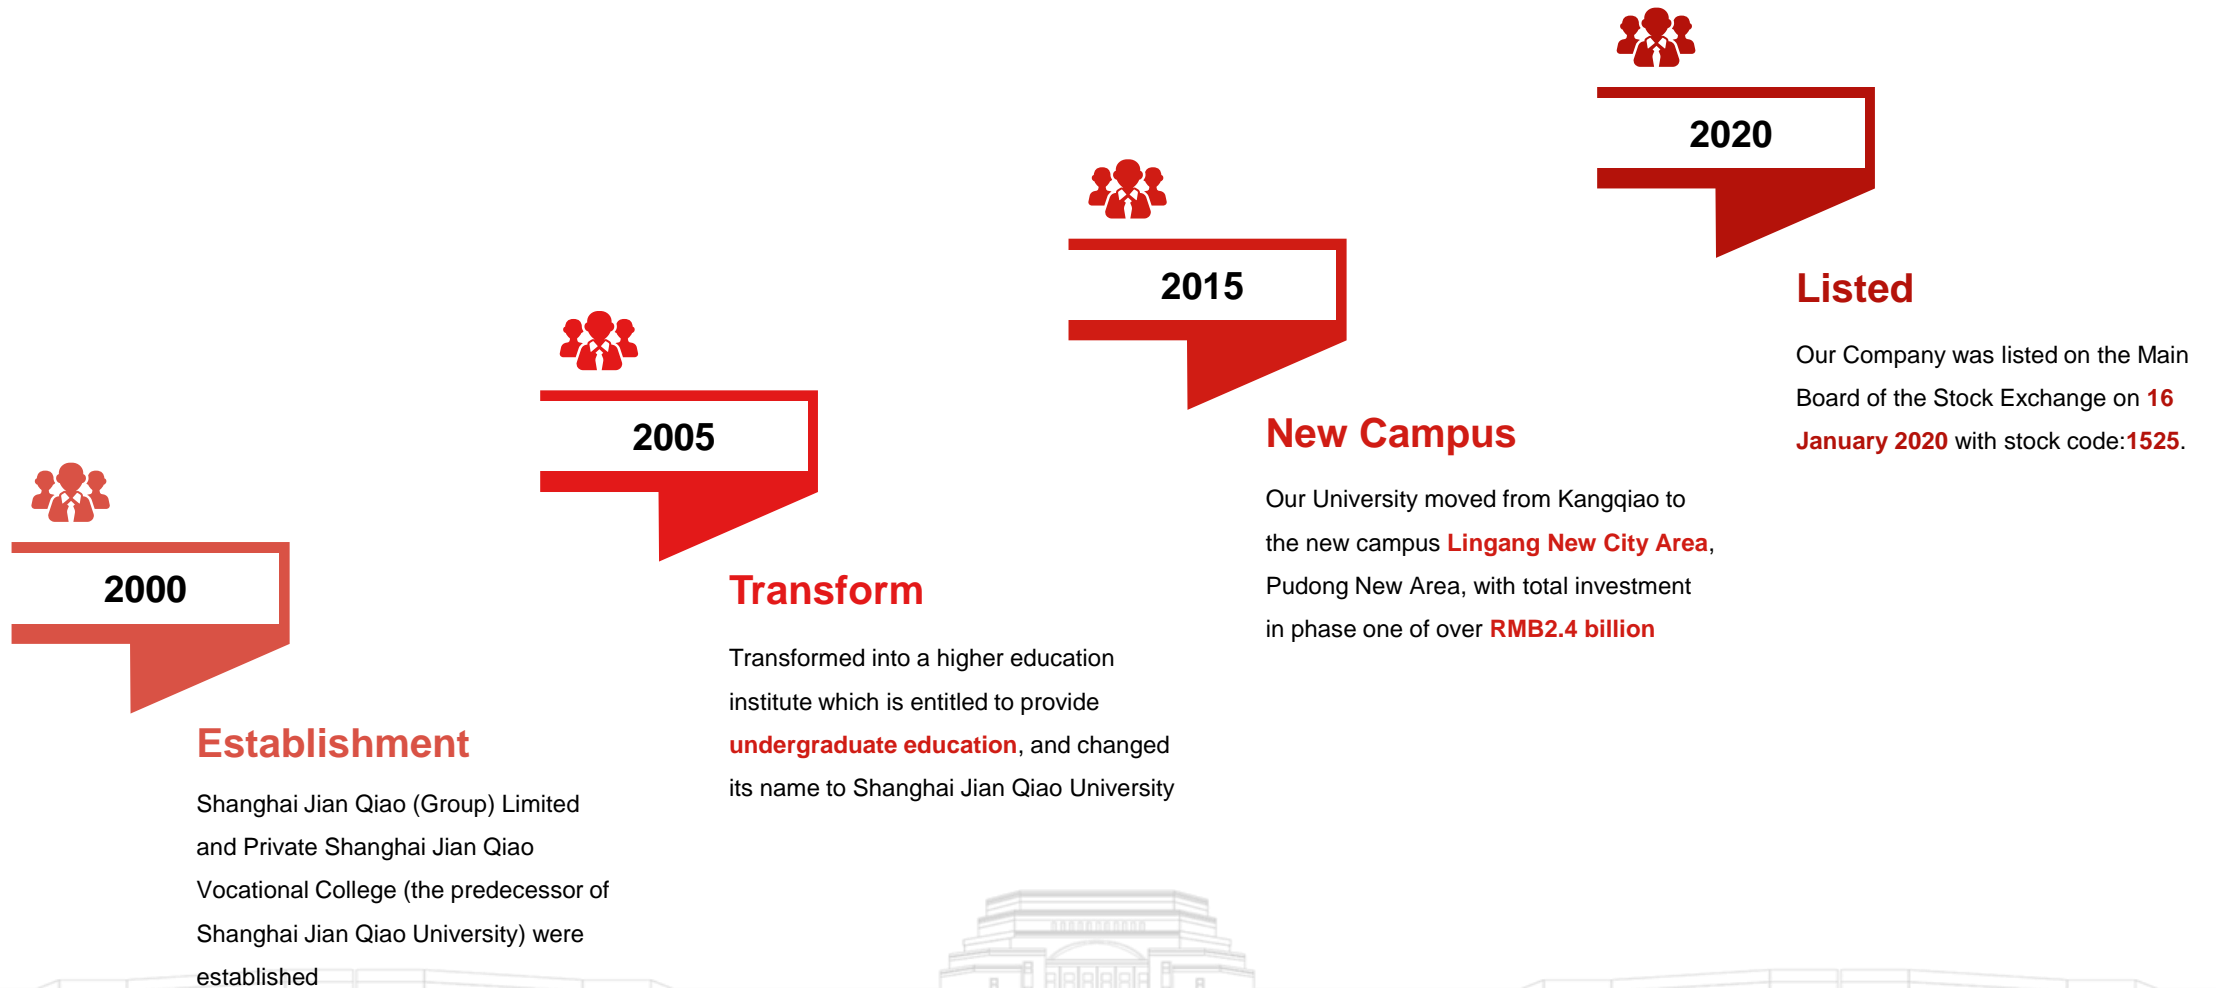 2000
Establishment
Shanghai Jian Qiao (Group) Limited
and Private Shanghai Jian Qiao
Vocational College (the predecessor of
Shanghai Jian Qiao University) were
established
2005
Transform
Transformed into a higher education
institute which is entitled to provide
undergraduate education, and changed
its name to Shanghai Jian Qiao University
2015
New Campus
Our University moved from Kangqiao to
the new campus Lingang New City Area,
Pudong New Area, with total investment
in phase one of over RMB2.4 billion
2020
Listed
Our Company was listed on the Main
Board of the Stock Exchange on 16
January 2020 with stock code:1525.